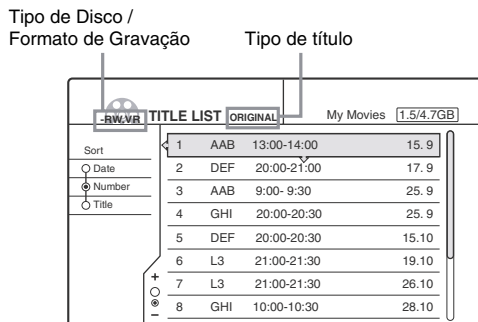 Tipo de Disco /
Formato de Gravação
Tipo de título
-RW.VR TITLE LIST ORIGINAL My Movies 1.5/4.7GB
Sort
Date
Number
Title
1 AAB 13:00-14:00 15. 9
2 DEF 20:00-21:00 17. 9
3 AAB 9:00- 9:30 25. 9
4 GHI 20:00-20:30 25. 9
5 DEF 20:00-20:30 15.10
6 L3 21:00-21:30 19.10
7 L3 21:00-21:30 26.10
8 GHI 10:00-10:30 28.10
+
–